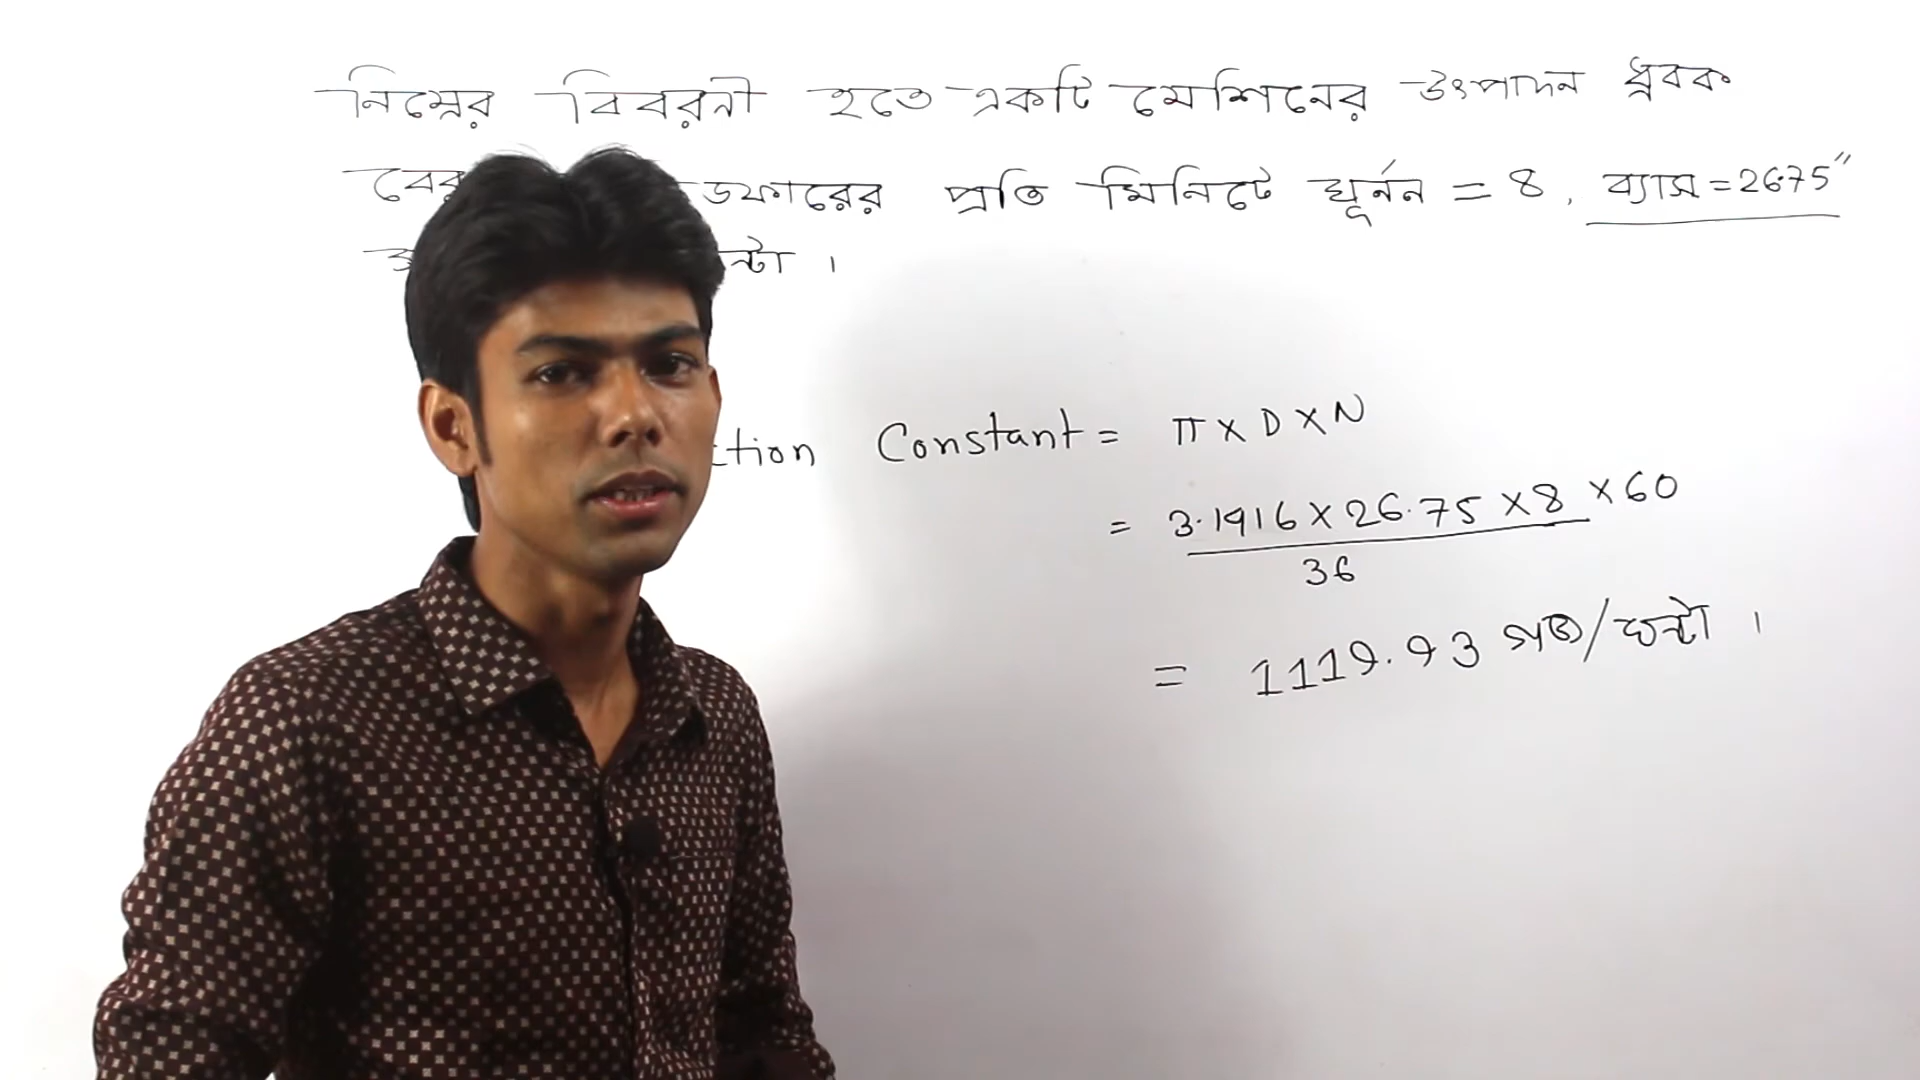 নিম্নের বিবরনী হতে একটি মেশিনের উৎপাদন ধ্রুবক
ডফারের প্রতি মিনিটে ঘূর্নন = 8, ব্যাস = 26.75"
Constant = π × D × N
= 3.1416 × 26.75 × 8 × 60
36
= 1119.93 গজ/ঘন্টা ।